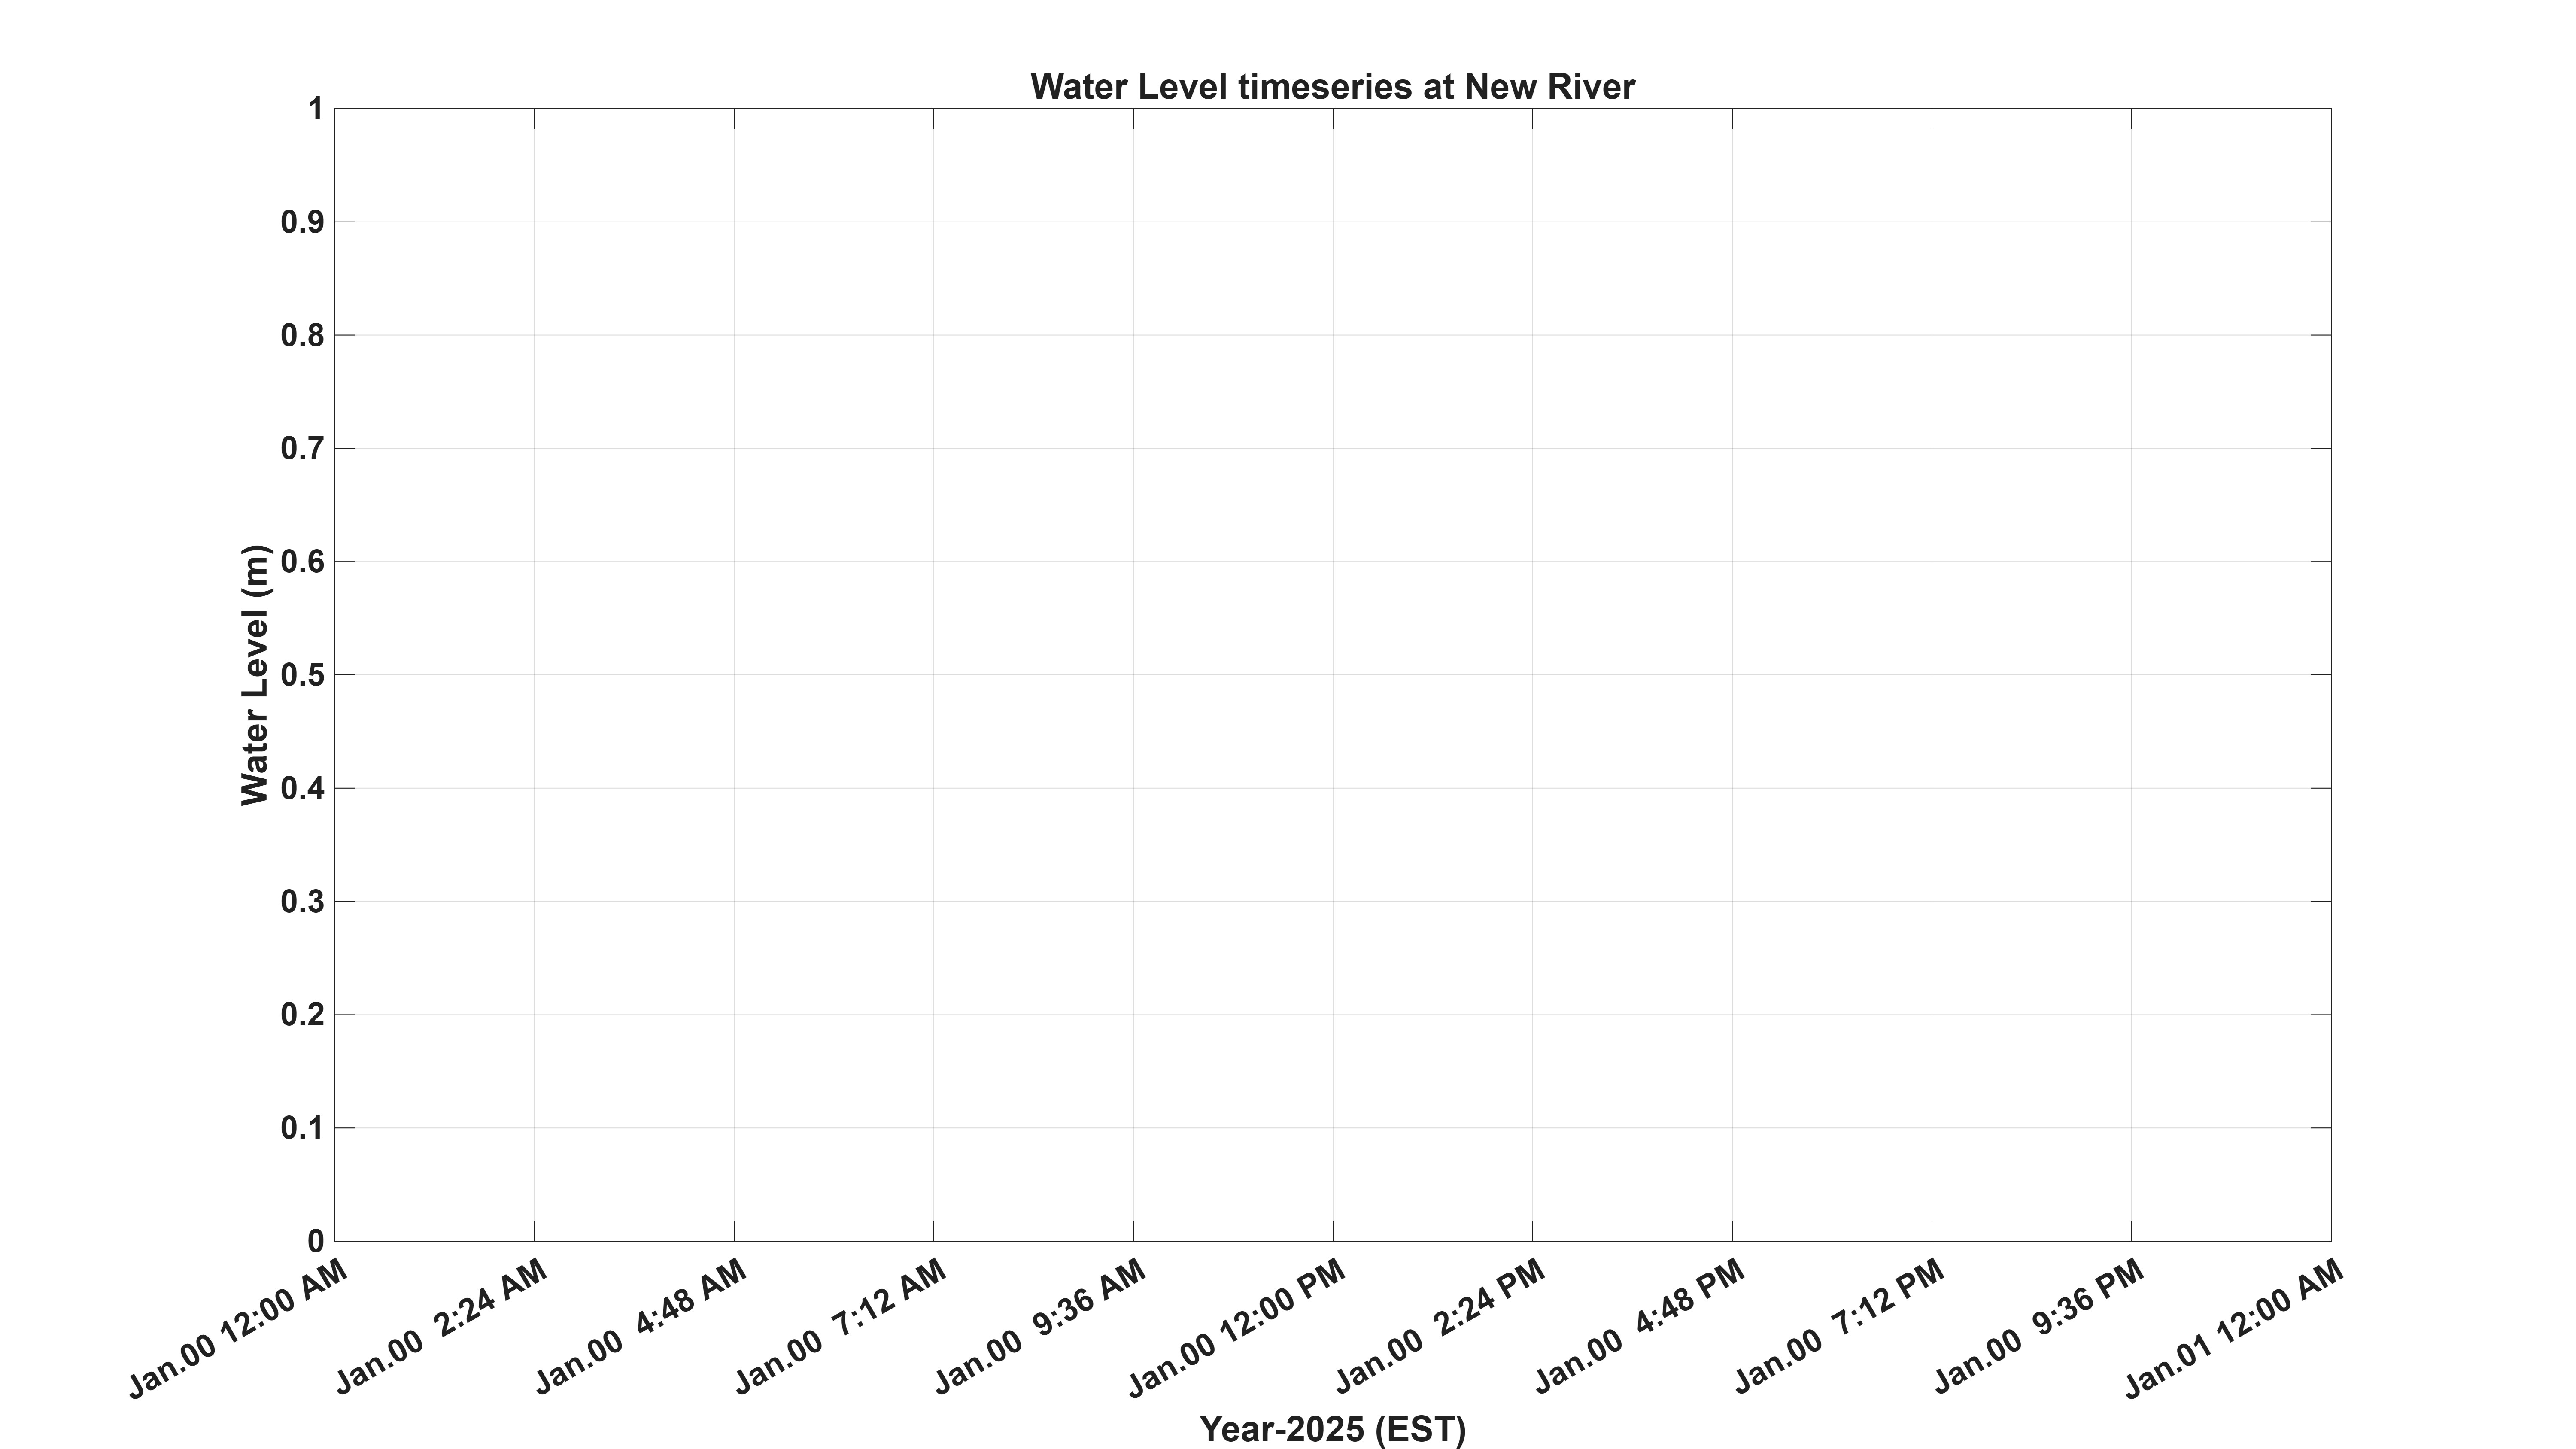 Water Level timeseries at New River
1
0.9
0.8
0.7
0.6
0.5
0.4
0.3
0.2
0.1
0
Water Level (m)
Jan.00 12:00 AM
Jan.00  2:24 AM
Jan.00  4:48 AM
Jan.00  7:12 AM
Jan.00  9:36 AM
Jan.00 12:00 PM
Jan.00  2:24 PM
Jan.00  4:48 PM
Jan.00  7:12 PM
Jan.00  9:36 PM
Jan.01 12:00 AM
Year-2025 (EST)